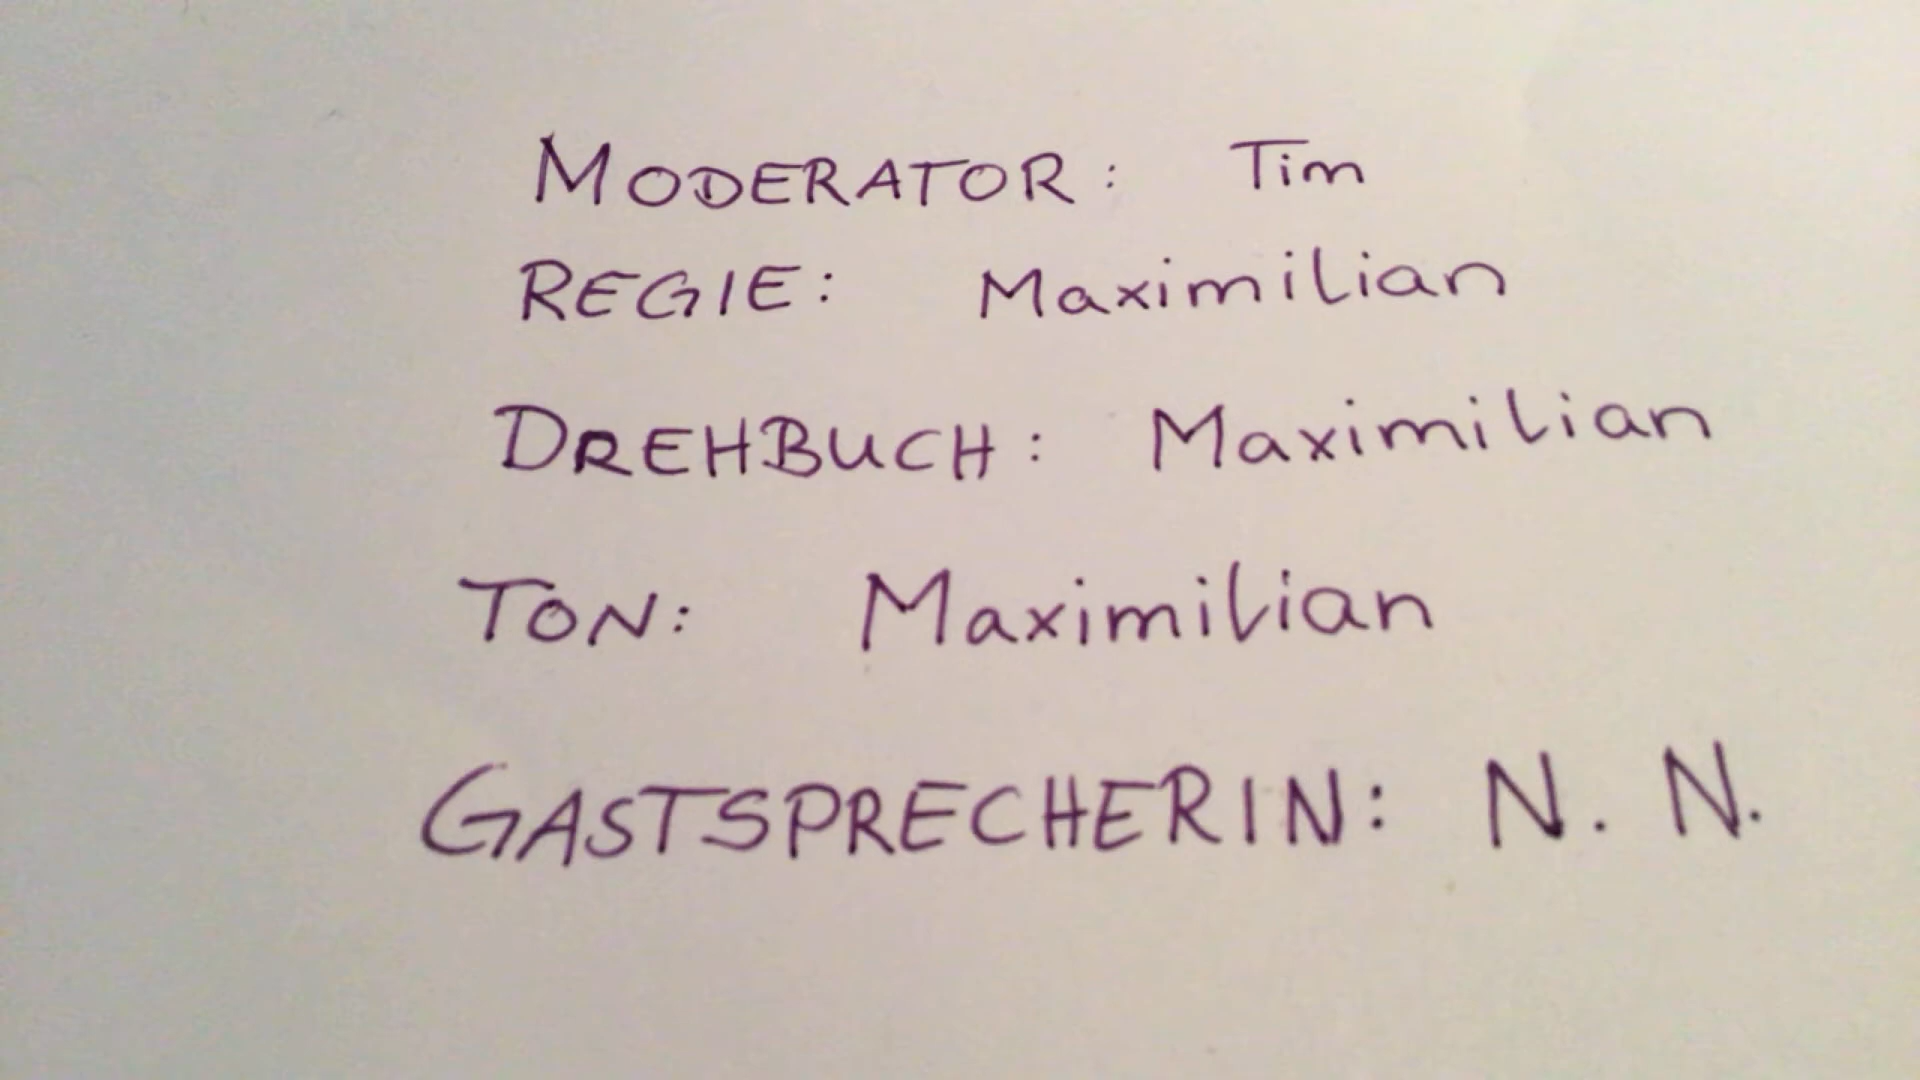 MODERATOR: Tim
REGIE: Maximilian
DREHBUCH: Maximilian
TON: Maximilian
GASTSPRECHERIN: N. N.